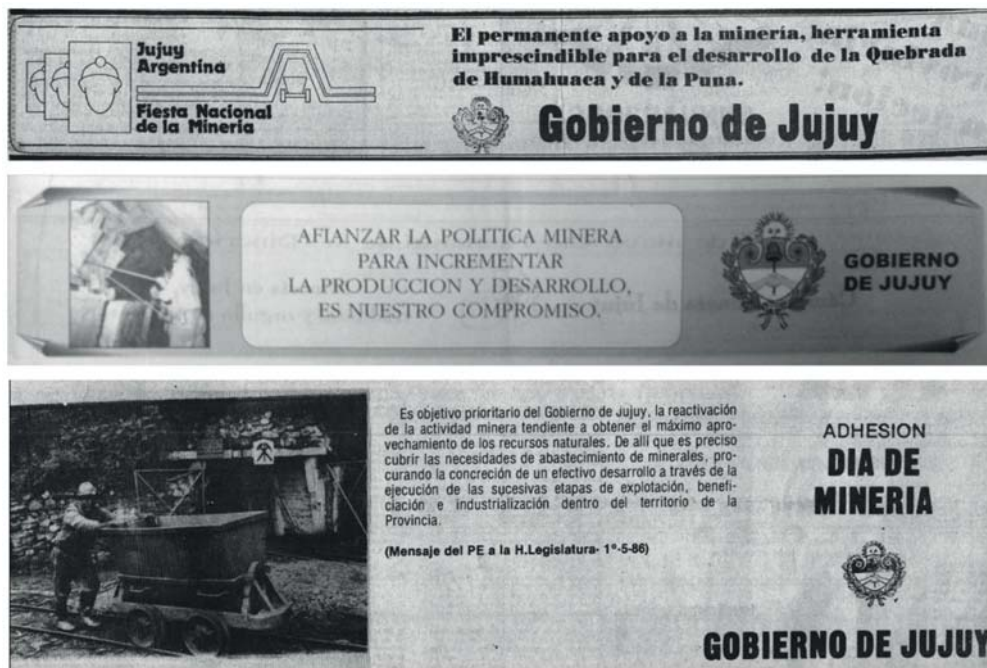 Jujuy
Argentina
Fiesta Nacional
de la Minería
El permanente apoyo a la minería, herramienta
imprescindible para el desarrollo de la Quebrada
de Humahuaca y de la Puna.
Gobierno de Jujuy
AFIANZAR LA POLITICA MINERA
PARA INCREMENTAR
LA PRODUCCION Y DESARROLLO,
ES NUESTRO COMPROMISO.
GOBIERNO
DE JUJUY
Es objetivo prioritario del Gobierno de Jujuy, la reactivación
de la actividad minera tendiente a obtener el máximo apro-
vechamiento de los recursos naturales. De allí que es preciso
cubrir las necesidades de abastecimiento de minerales, pro-
curando la concreción de un efectivo desarrollo a través de la
ejecución de las sucesivas etapas de explotación, benefi-
ciación e industrialización dentro del territorio de la
Provincia.
(Mensaje del PE a la H.Legislatura- 1º-5-86)
ADHESION
DIA DE
MINERIA
GOBIERNO DE JUJUY